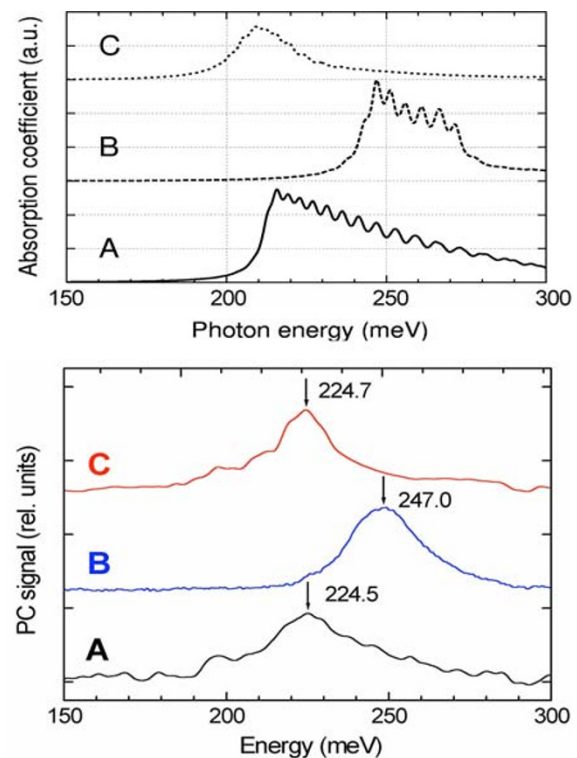 Absorption coefficient (a.u.)
C
B
A
150 200 250 300
Photon energy (meV)
PC signal (rel. units)
224.7
C
247.0
B
224.5
A
150 200 250 300
Energy (meV)